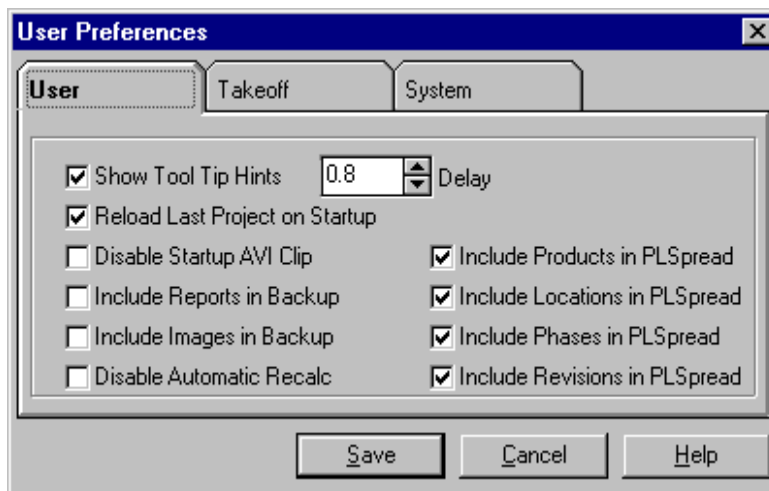 User Preferences
User
Takeoff
System
Show Tool Tip Hints
0.8
Delay
Reload Last Project on Startup
Disable Startup AVI Clip
Include Products in PLSpread
Include Reports in Backup
Include Locations in PLSpread
Include Images in Backup
Include Phases in PLSpread
Disable Automatic Recalc
Include Revisions in PLSpread
Save
Cancel
Help